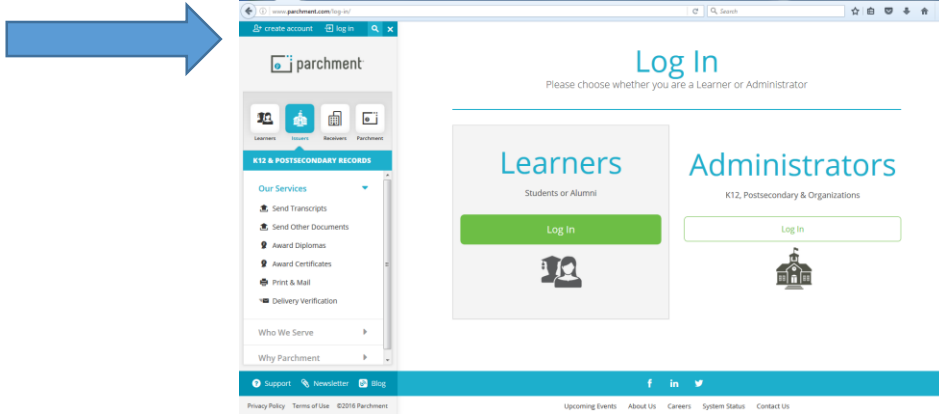 www.parchment.com/log-in/
Search
create account log in
parchment
Learners Issuers Receivers Parchment
K12 & POSTSECONDARY RECORDS
Our Services
Send Transcripts
Send Other Documents
Award Diplomas
Award Certificates
Print & Mail
Delivery Verification
Who We Serve
Why Parchment
Support Newsletter Blog
Privacy Policy Terms of Use ©2016 Parchment
Log In
Please choose whether you are a Learner or Administrator
Learners
Students or Alumni
Log In
Administrators
K12, Postsecondary & Organizations
Log In
Upcoming Events About Us Careers System Status Contact Us